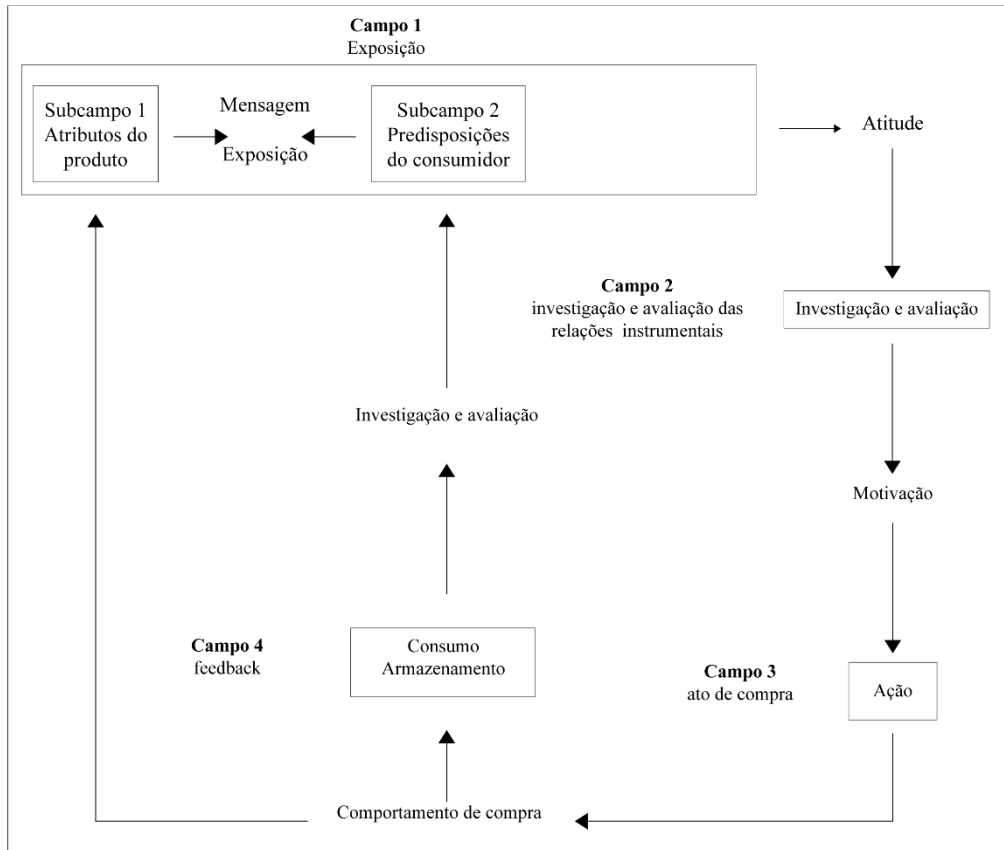 Campo 1
Exposição
Subcampo 1
Atributos do
produto
Mensagem
Exposição
Subcampo 2
Predisposições
do consumidor
Atitude
Campo 2
investigação e avaliação das
relações instrumentais
Investigação e avaliação
Investigação e avaliação
Motivação
Campo 4
feedback
Consumo
Armazenamento
Campo 3
ato de compra
Ação
Comportamento de compra